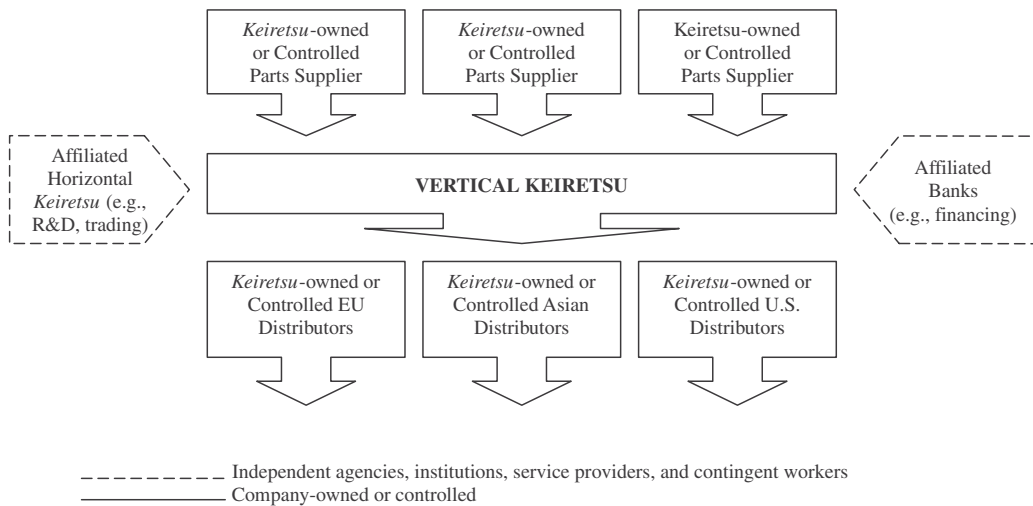 Keiretsu-owned
or Controlled
Parts Supplier
Keiretsu-owned
or Controlled
Parts Supplier
Keiretsu-owned
or Controlled
Parts Supplier
Affiliated
Horizontal
Keiretsu (e.g.,
R&D, trading)
VERTICAL KEIRETSU
Affiliated
Banks
(e.g., financing)
Keiretsu-owned or
Controlled EU
Distributors
Keiretsu-owned or
Controlled Asian
Distributors
Keiretsu-owned or
Controlled U.S.
Distributors
Independent agencies, institutions, service providers, and contingent workers
Company-owned or controlled